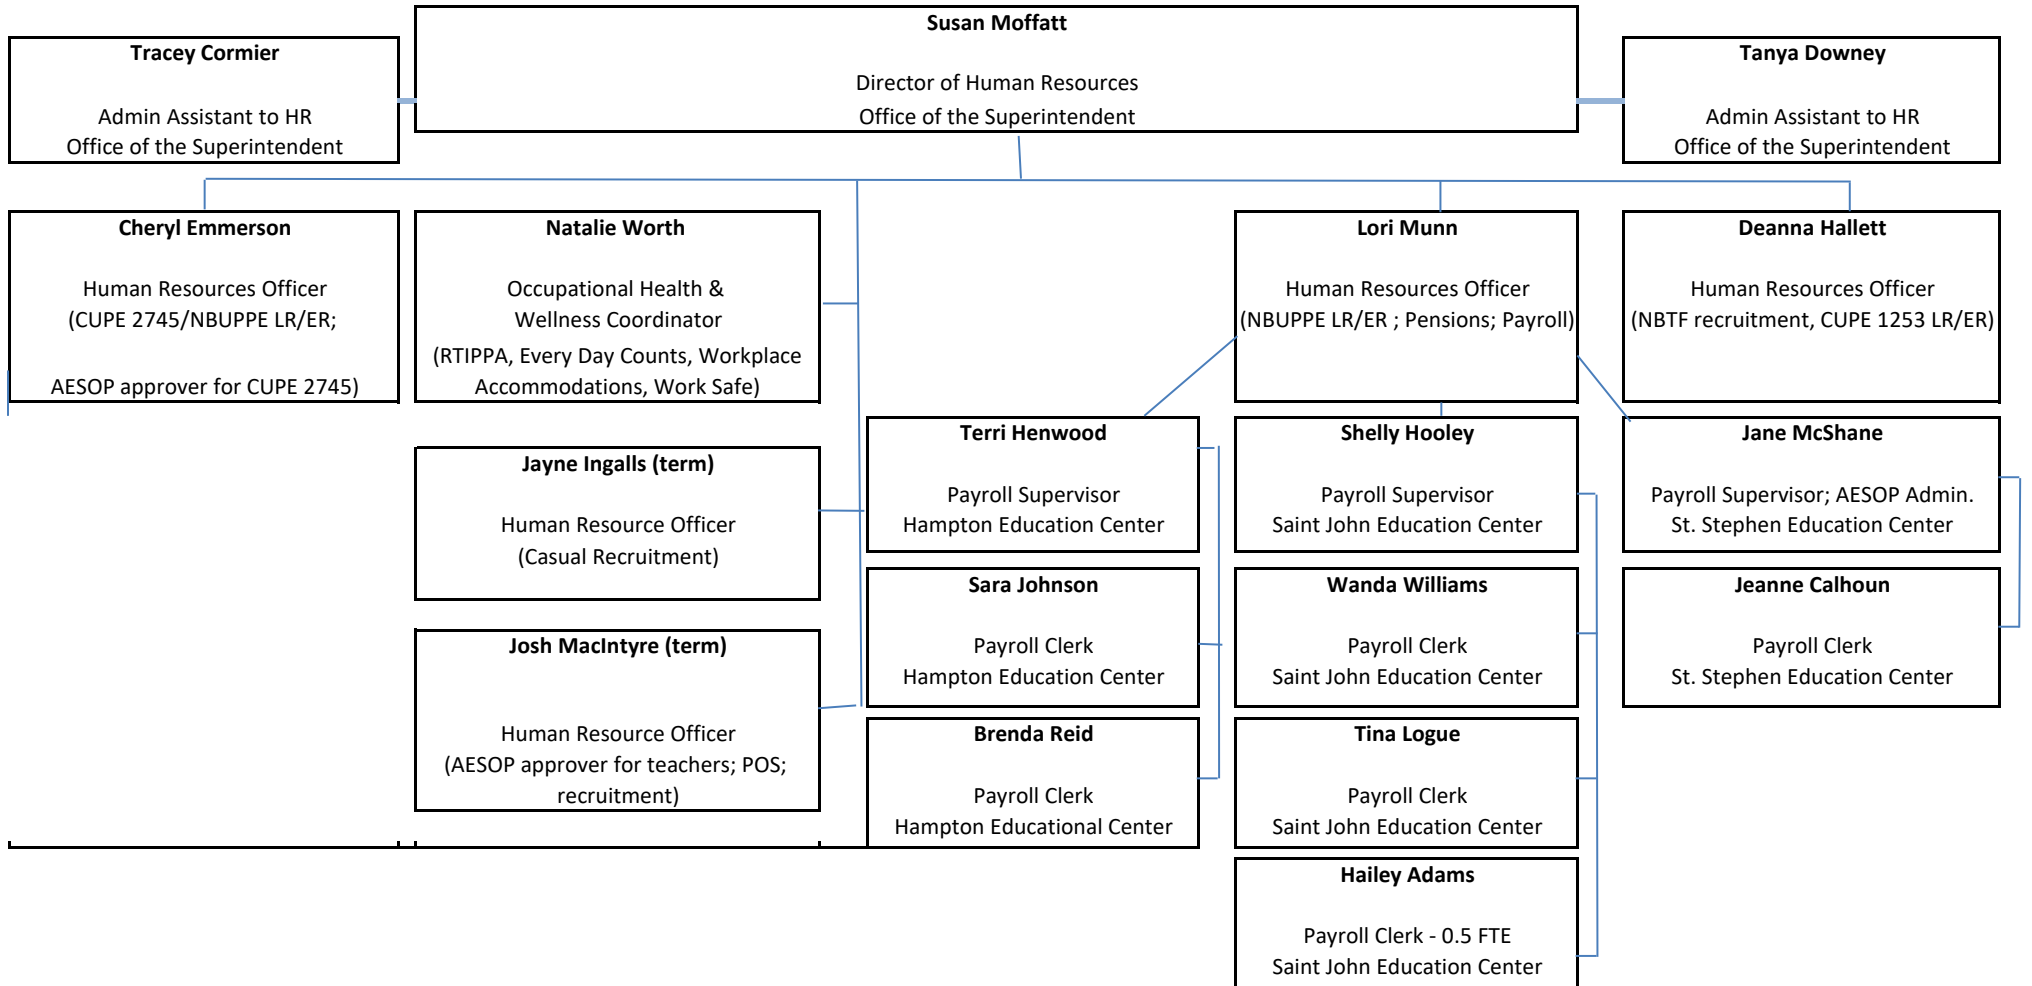 Susan Moffatt
Director of Human Resources
Office of the Superintendent
Tracey Cormier
Admin Assistant to HR
Office of the Superintendent
Tanya Downey
Admin Assistant to HR
Office of the Superintendent
Cheryl Emmerson
Human Resources Officer
(CUPE 2745/NBUPPE LR/ER;
AESOP approver for CUPE 2745)
Natalie Worth
Occupational Health &
Wellness Coordinator
(RTIPPA, Every Day Counts, Workplace
Accommodations, Work Safe)
Lori Munn
Human Resources Officer
(NBUPPE LR/ER ; Pensions; Payroll)
Deanna Hallett
Human Resources Officer
(NBTF recruitment, CUPE 1253 LR/ER)
Jayne Ingalls (term)
Human Resource Officer
(Casual Recruitment)
Josh MacIntyre (term)
Human Resource Officer
(AESOP approver for teachers; POS;
recruitment)
Terri Henwood
Payroll Supervisor
Hampton Education Center
Sara Johnson
Payroll Clerk
Hampton Education Center
Brenda Reid
Payroll Clerk
Hampton Educational Center
Shelly Hooley
Payroll Supervisor
Saint John Education Center
Wanda Williams
Payroll Clerk
Saint John Education Center
Tina Logue
Payroll Clerk
Saint John Education Center
Hailey Adams
Payroll Clerk - 0.5 FTE
Saint John Education Center
Jane McShane
Payroll Supervisor; AESOP Admin.
St. Stephen Education Center
Jeanne Calhoun
Payroll Clerk
St. Stephen Education Center